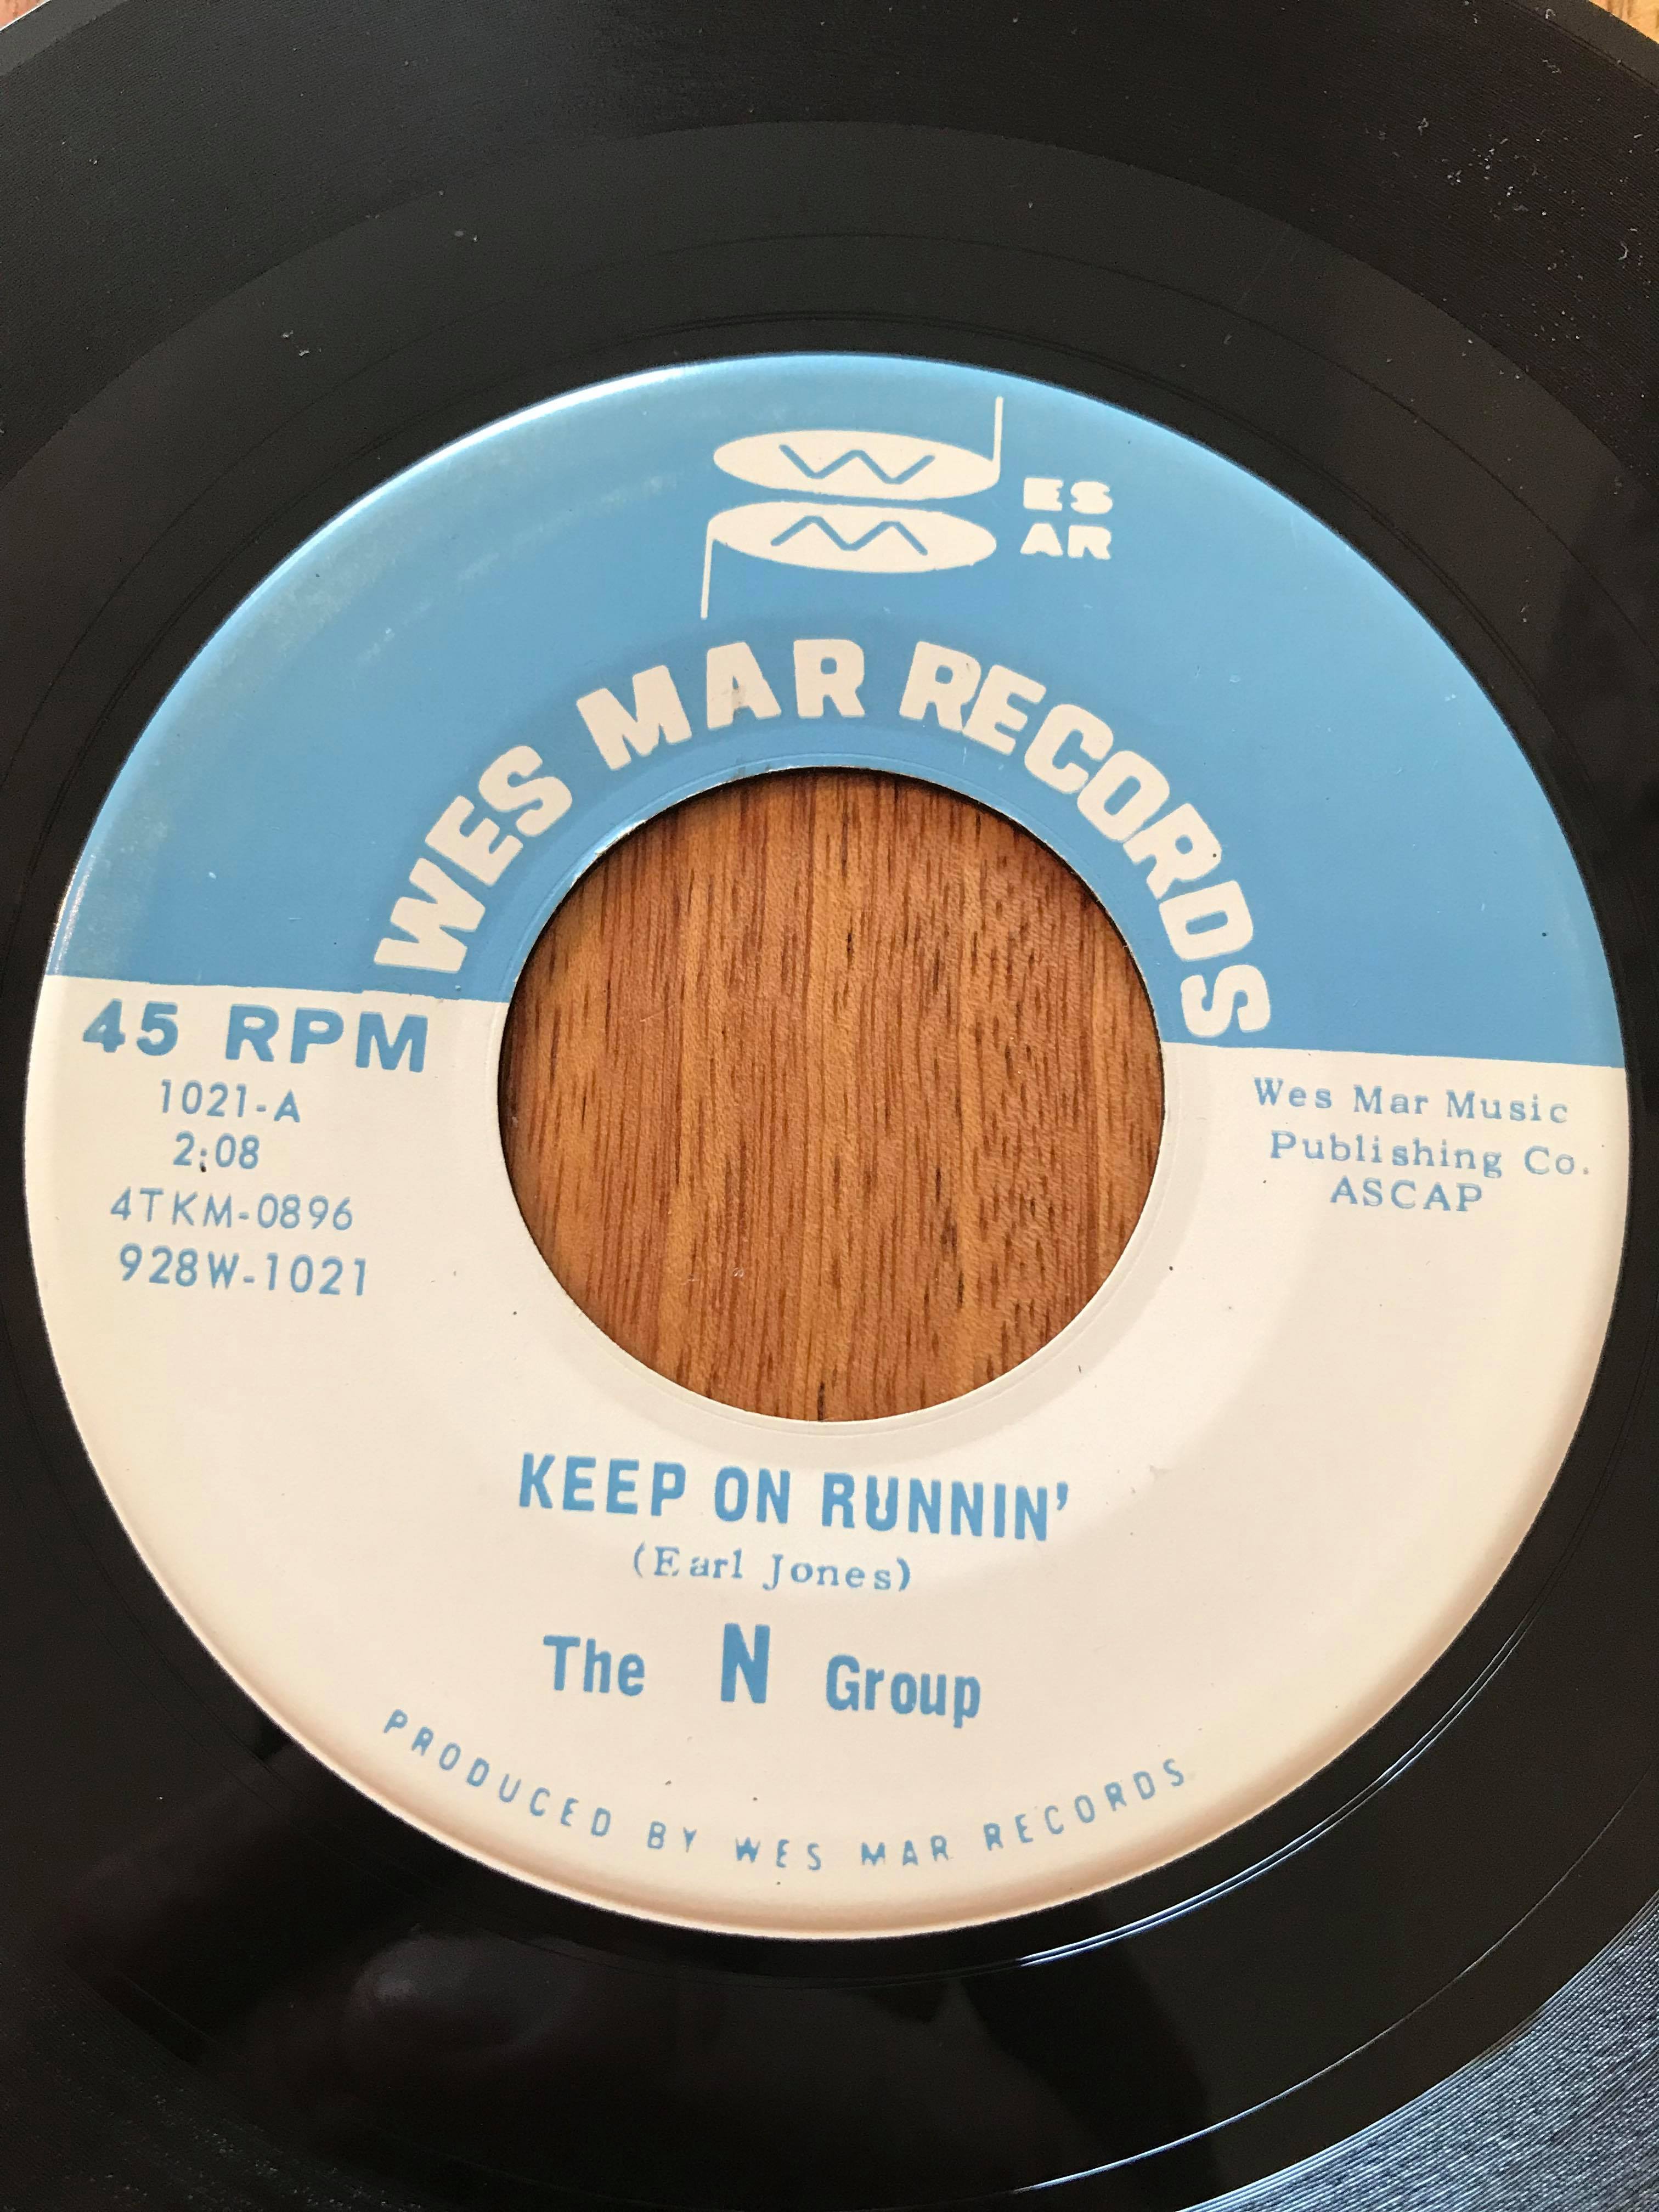 W ES
M AR
WES MAR RECORDS
45 RPM
1021-A
2:08
4TKM-0896
928W-1021
Wes Mar Music
Publishing Co.
ASCAP
KEEP ON RUNNIN'
(Earl Jones)
The N Group
PRODUCED BY WES MAR RECORDS